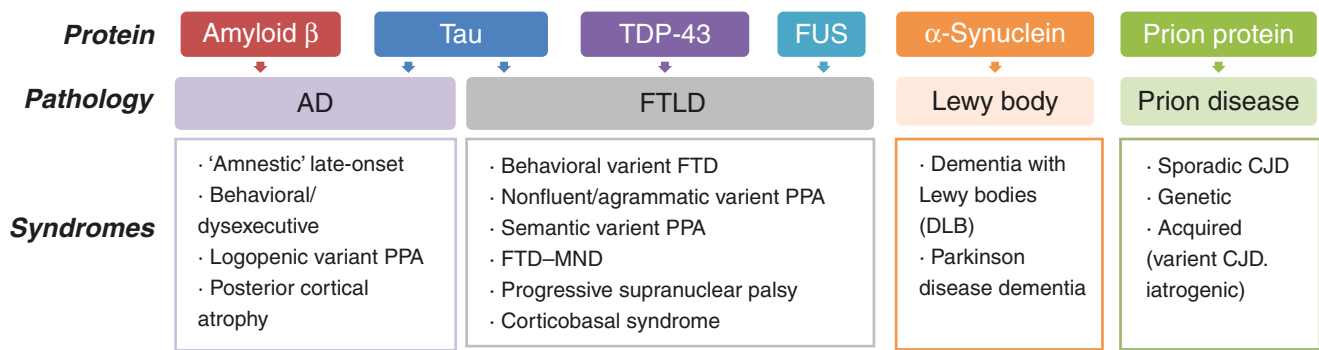 Protein
Amyloid β
Tau
TDP-43
FUS
α-Synuclein
Prion protein
Pathology
AD
FTLD
Lewy body
Prion disease
Syndromes
· ‘Amnestic’ late-onset
· Behavioral/
dysexecutive
· Logopenic variant PPA
· Posterior cortical
atrophy
· Behavioral varient FTD
· Nonfluent/agrammatic varient PPA
· Semantic varient PPA
· FTD–MND
· Progressive supranuclear palsy
· Corticobasal syndrome
· Dementia with
Lewy bodies
(DLB)
· Parkinson
disease dementia
· Sporadic CJD
· Genetic
· Acquired
(varient CJD.
iatrogenic)